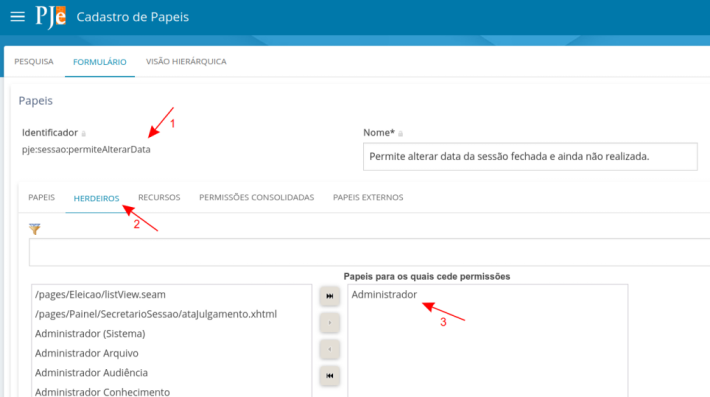 PJe Cadastro de Papeis
PESQUISA FORMULÁRIO VISÃO HIERÁRQUICA
Papeis
1
Identificador Nome*
pje:sessao:permiteAlterarData
Permite alterar data da sessão fechada e ainda não realizada.
PAPEIS HERDEIROS RECURSOS PERMISSÕES CONSOLIDADAS PAPEIS EXTERNOS
2
Papeis para os quais cede permissões
/pages/Eleicao/listView.seam
Administrador
/pages/Painel/SecretarioSessao/ataJulgamento.xhtml
3
Administrador (Sistema)
Administrador Arquivo
Administrador Audiência
Administrador Conhecimento